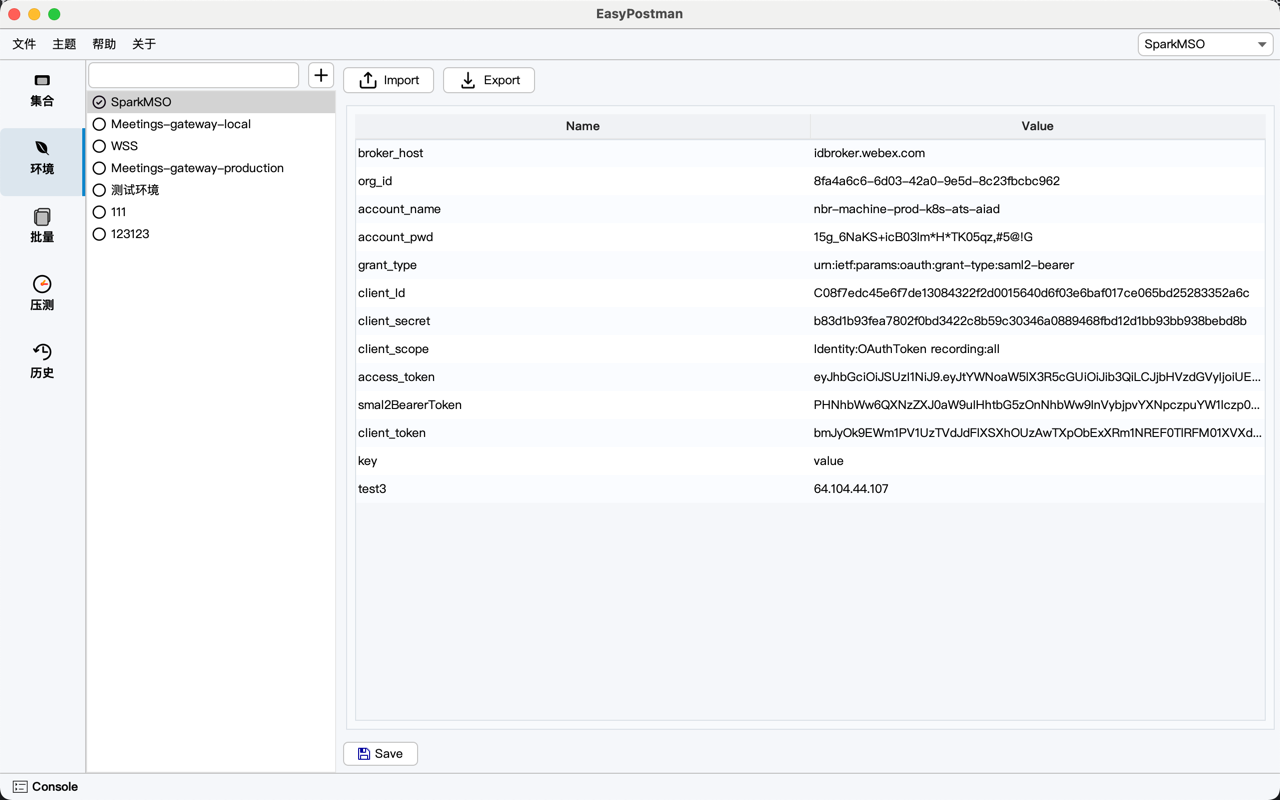 EasyPostman
文件 主题 帮助 关于 SparkMSO
集合
环境
批量
压测
历史
SparkMSO
Meetings-gateway-local
WSS
Meetings-gateway-production
测试环境
111
123123
Import Export
Name Value
broker_host idbroker.webex.com
org_id 8fa4a6c6-6d03-42a0-9e5d-8c23fbcbc962
account_name nbr-machine-prod-k8s-ats-aiad
account_pwd 15g_6NaKS+icB03lm*H*TK05qz,#5@!G
grant_type urn:ietf:params:oauth:grant-type:saml2-bearer
client_Id C08f7edc45e6f7de13084322f2d0015640d6f03e6baf017ce065bd25283352a6c
client_secret b83d1b93fea7802f0bd3422c8b59c30346a0889468fbd12d1bb93bb938bebd8b
client_scope Identity:OAuthToken recording:all
access_token eyJhbGciOiJSUzI1NiJ9.eyJtYWNoaW5lX3R5cGUiOiJib3QiLCJjbHVzdGVyIjoiUE...
smal2BearerToken PHNhbWw6QXNzZXJ0aW9uIHhtbG5zOnNhbWw9InVybjpvYXNpczpuYW1lczp0...
client_token bmJyOk9EWm1PV1UzTVdJdFlXSXhOUzAwTXpObExXRm1NREF0TlRFM01XVXd...
key value
test3 64.104.44.107
Save
Console